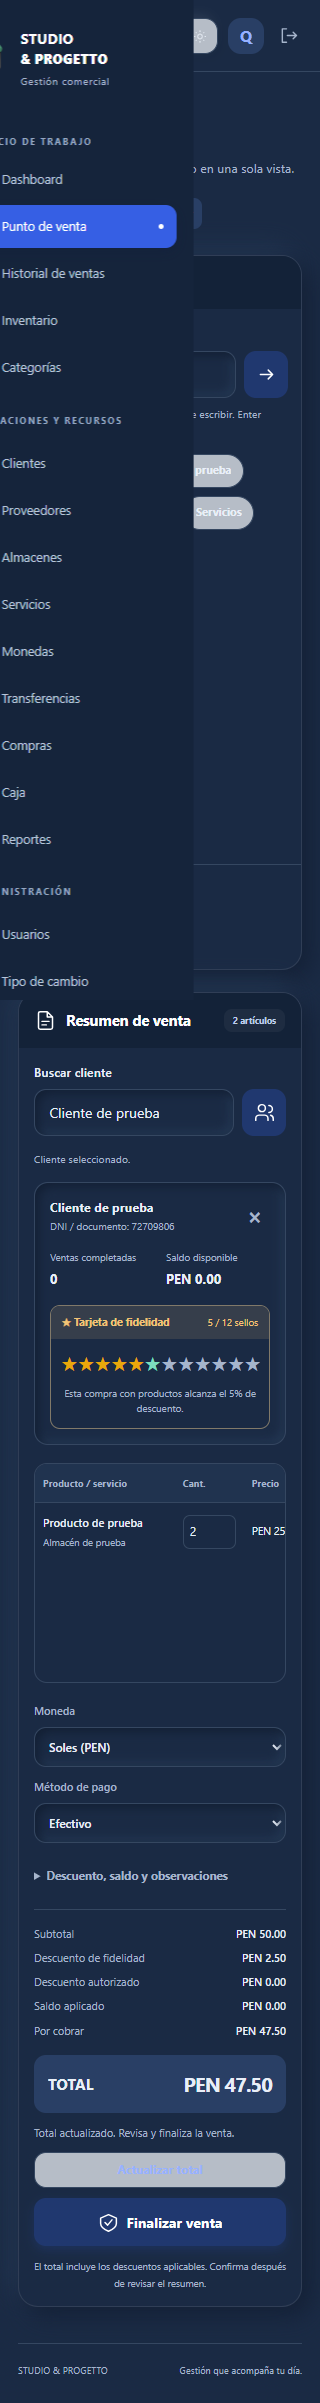 STUDIO
& PROGETTO
Gestión comercial
Q
CIO DE TRABAJO
Dashboard
o en una sola vista.
Punto de venta
Historial de ventas
Inventario
Categorías
e escribir. Enter
ACIONES Y RECURSOS
Clientes
prueba
Proveedores
Servicios
Almacenes
Servicios
Monedas
Transferencias
Compras
Caja
Reportes
NISTRACIÓN
Usuarios
Tipo de cambio
Resumen de venta
2 artículos
Buscar cliente
Cliente de prueba
Cliente seleccionado.
Cliente de prueba
DNI / documento: 72709806
Ventas completadas
Saldo disponible
0
PEN 0.00
★ Tarjeta de fidelidad
5 / 12 sellos
★★★★★★★★★★★★
Esta compra con productos alcanza el 5% de
descuento.
Producto / servicio
Cant.
Precio
Producto de prueba
Almacén de prueba
2
PEN 25
Moneda
Soles (PEN)
Método de pago
Efectivo
Descuento, saldo y observaciones
Subtotal
PEN 50.00
Descuento de fidelidad
PEN 2.50
Descuento autorizado
PEN 0.00
Saldo aplicado
PEN 0.00
Por cobrar
PEN 47.50
TOTAL
PEN 47.50
Total actualizado. Revisa y finaliza la venta.
Actualizar total
Finalizar venta
El total incluye los descuentos aplicables. Confirma después
de revisar el resumen.
STUDIO & PROGETTO
Gestión que acompaña tu día.